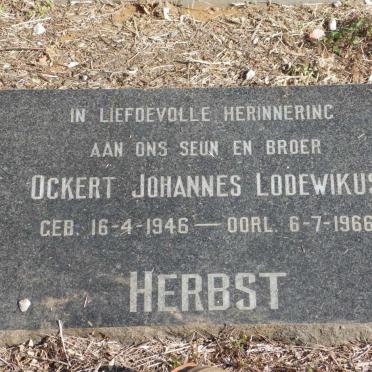 IN LIEFDEVOLLE HERINNERING
AAN ONS SEUN EN BROER
OCKERT JOHANNES LODEWIKUS
GEB. 16-4-1946 — OORL. 6-7-1966
HERBST